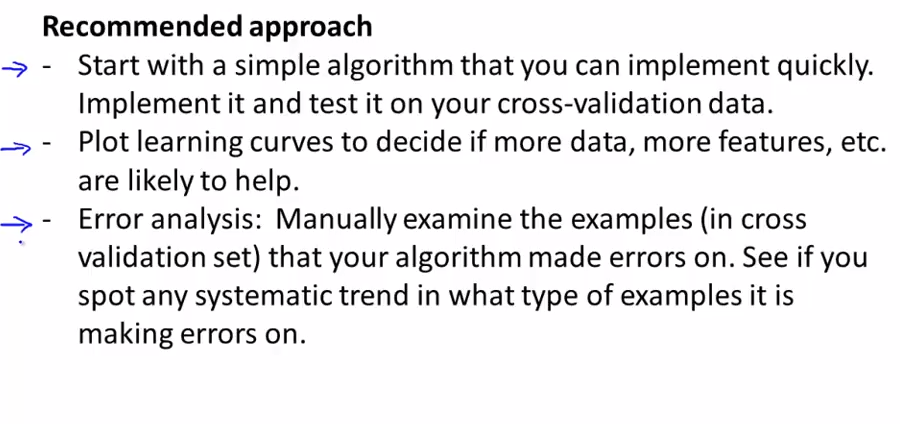 Recommended approach
- Start with a simple algorithm that you can implement quickly.
Implement it and test it on your cross-validation data.
- Plot learning curves to decide if more data, more features, etc.
are likely to help.
- Error analysis: Manually examine the examples (in cross
validation set) that your algorithm made errors on. See if you
spot any systematic trend in what type of examples it is
making errors on.